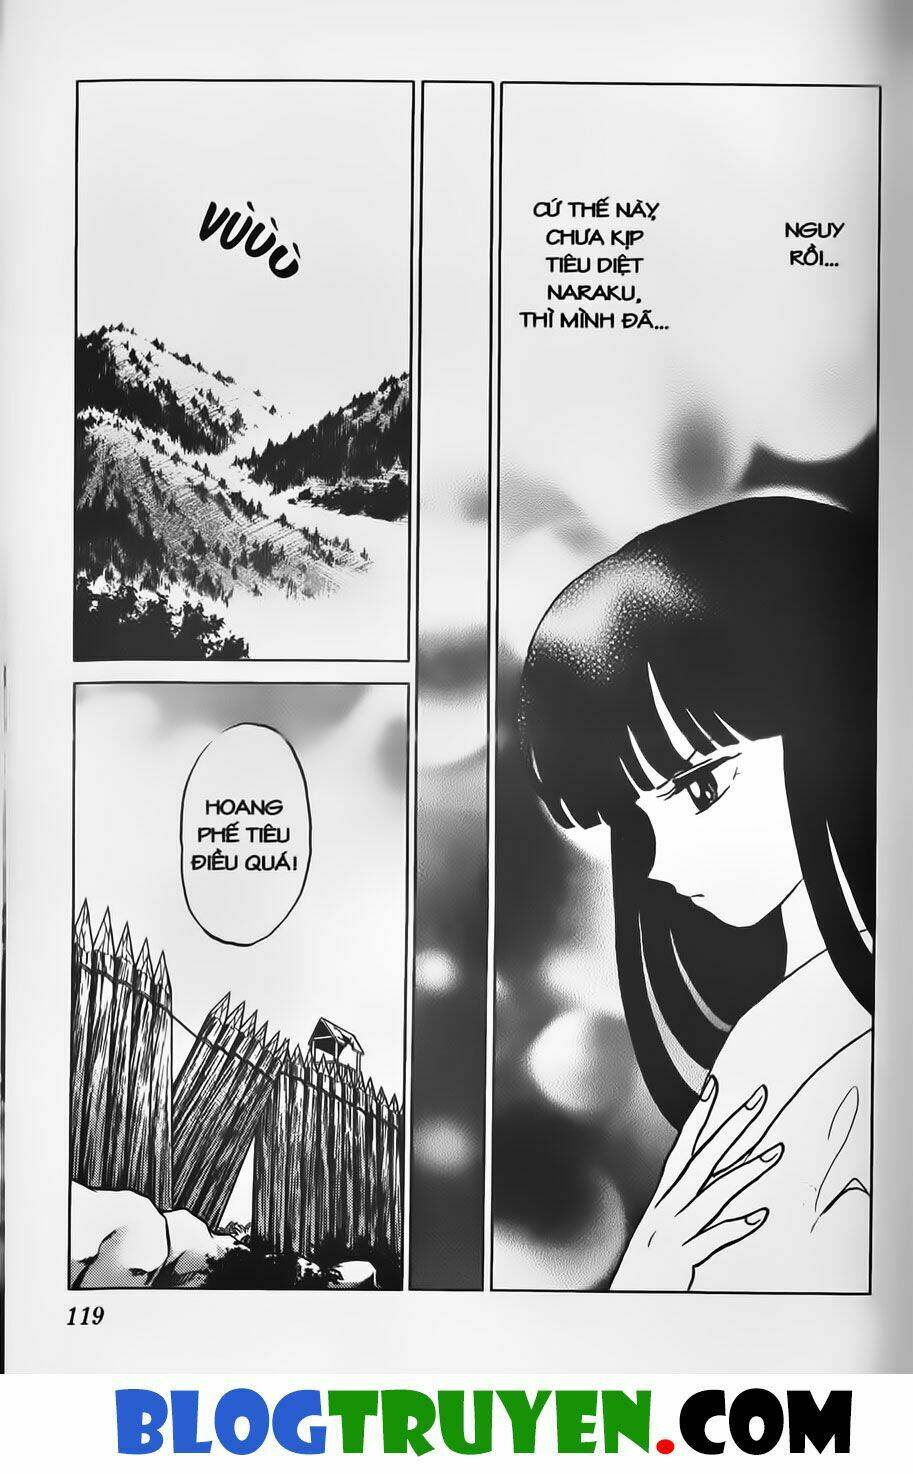 NGUY
RỒI...
CỨ THẾ NÀY,
CHƯA KỊP
TIÊU DIỆT
NARAKU,
THÌ MÌNH ĐÃ...
VÙÙÙ
HOANG
PHẾ TIÊU
ĐIỀU QUÁ!
119
BLOGTRUYEN.COM